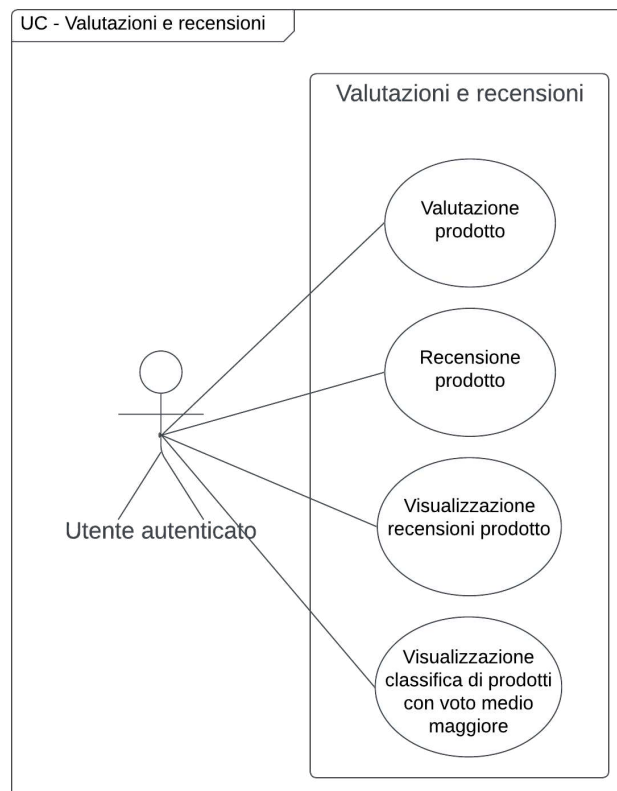 UC - Valutazioni e recensioni
Valutazioni e recensioni
Valutazione
prodotto
Recensione
prodotto
Visualizzazione
recensioni prodotto
Utente autenticato
Visualizzazione
classifica di prodotti
con voto medio
maggiore